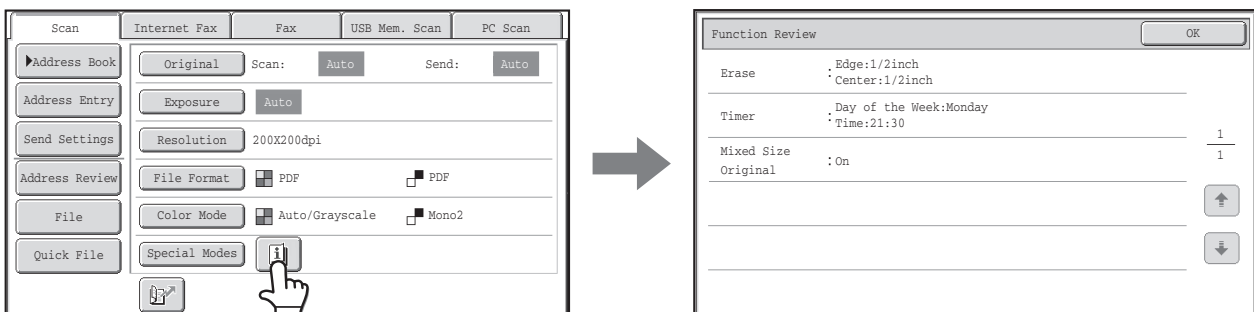 Scan Internet Fax Fax USB Mem. Scan PC Scan
Address Book Original Scan: Auto Send: Auto
Address Entry Exposure Auto
Send Settings Resolution 200X200dpi
Address Review File Format PDF PDF
File Color Mode Auto/Grayscale Mono2
Quick File Special Modes
Function Review OK
Erase : Edge:1/2inch
Center:1/2inch
Timer : Day of the Week:Monday
Time:21:30
Mixed Size
Original :On
1
1